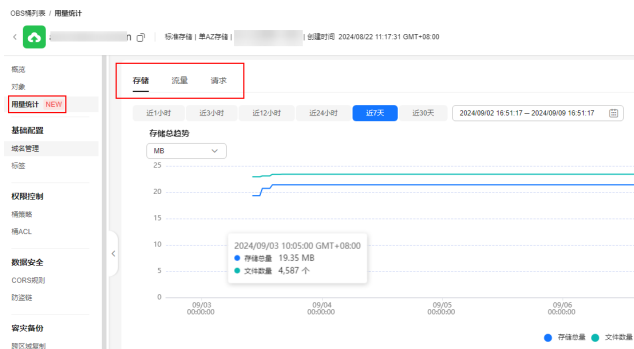 OBS桶列表 / 用量统计
标准存储 | 单AZ存储 | | 创建时间 2024/08/22 11:17:31 GMT+08:00
概览
对象
用量统计 NEW
基础配置
域名管理
标签
权限控制
桶策略
桶ACL
数据安全
CORS规则
防盗链
容灾备份
跨区域复制
存储 流量 请求
近1小时 近3小时 近12小时 近24小时 近7天 近30天 2024/09/02 16:51:17 – 2024/09/09 16:51:17
存储总趋势
MB
25
20
15
10
5
0
2024/09/03 10:05:00 GMT+08:00
存储总量 19.35 MB
文件数量 4,587 个
09/03 09/04 09/05 09/06
00:00:00 00:00:00 00:00:00 00:00:00
存储总量 文件数量